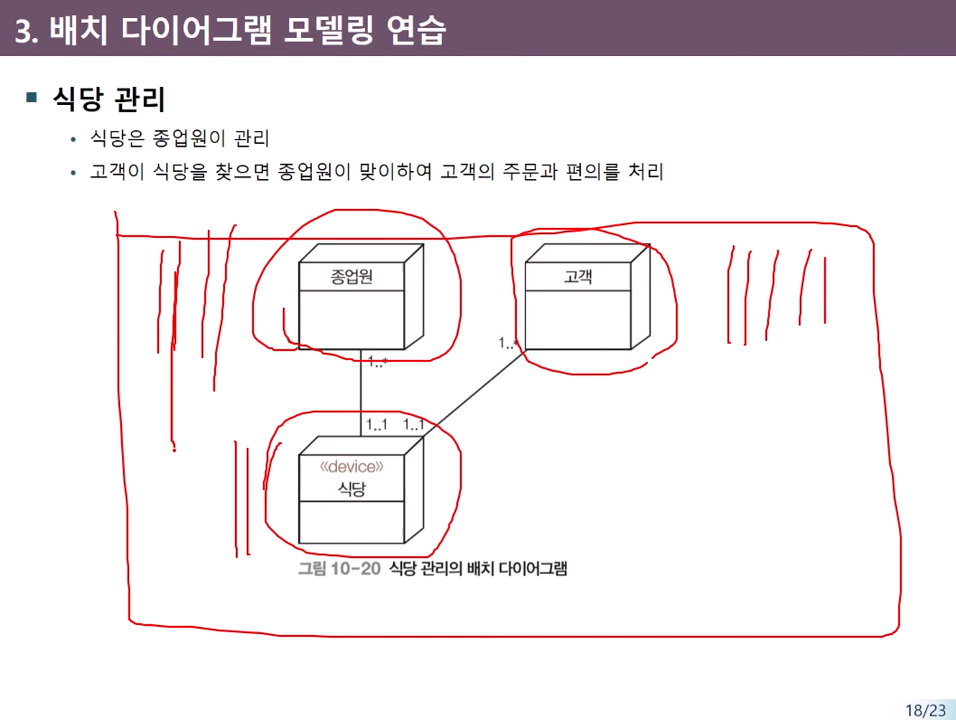 3. 배치 다이어그램 모델링 연습
식당 관리
식당은 종업원이 관리
고객이 식당을 찾으면 종업원이 맞이하여 고객의 주문과 편의를 처리
종업원
고객
1..*
1..*
1..1 1..1
《device》
식당
그림 10-20 식당 관리의 배치 다이어그램
18/23